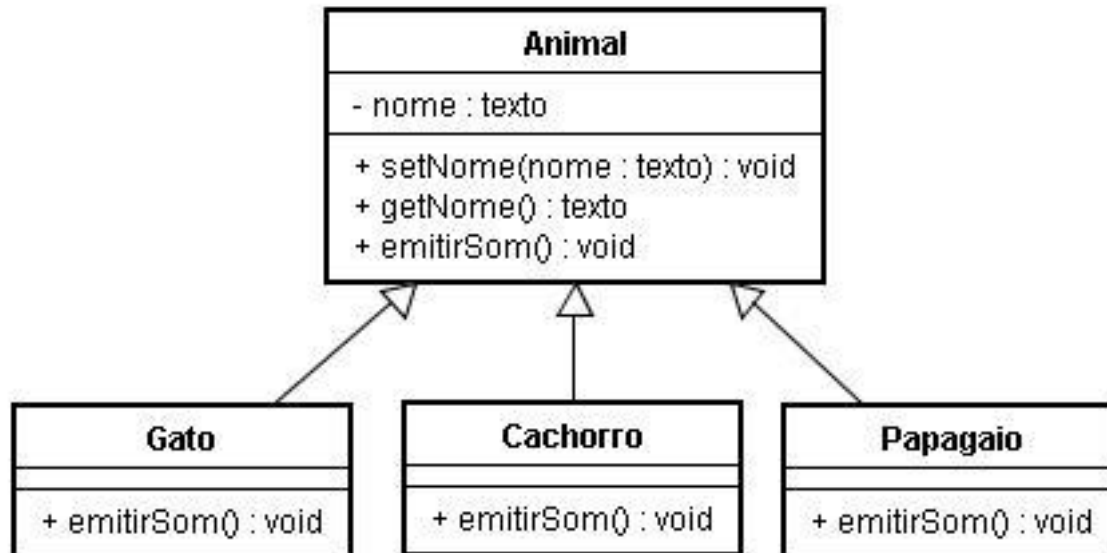 Animal
- nome : texto
+ setNome(nome : texto) : void
+ getNome() : texto
+ emitirSom() : void
Gato
+ emitirSom() : void
Cachorro
+ emitirSom() : void
Papagaio
+ emitirSom() : void